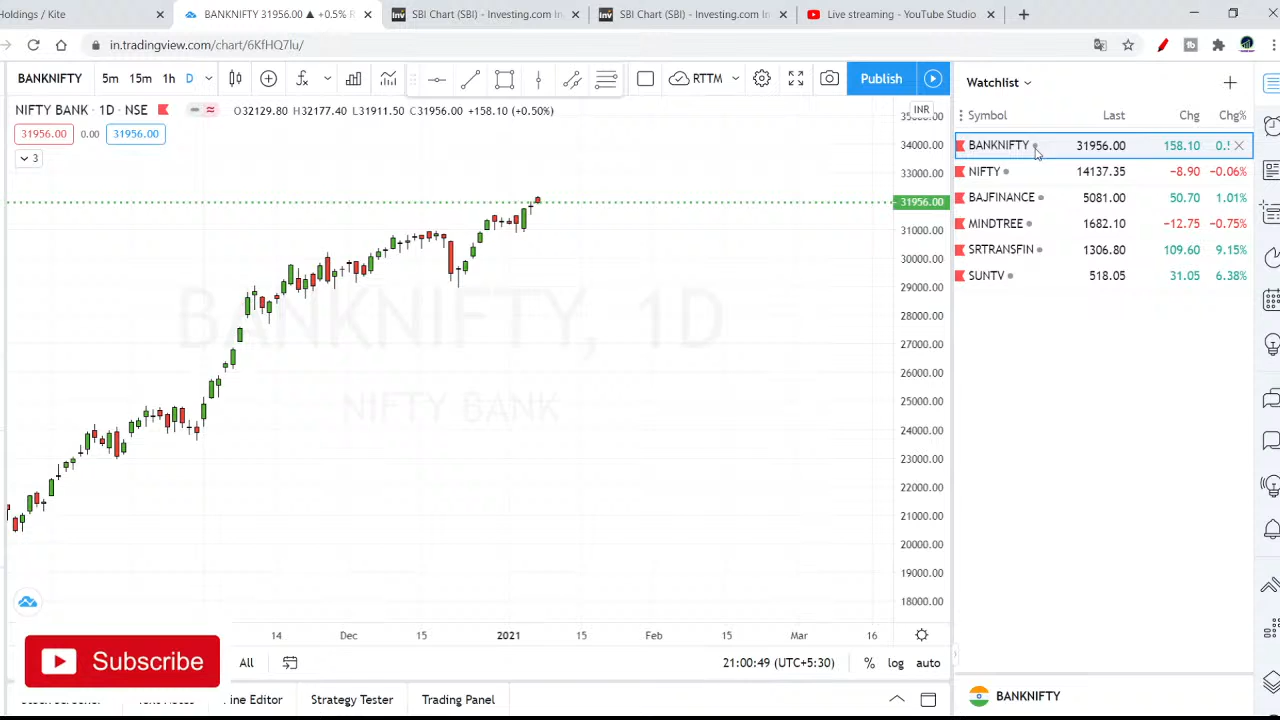 Holdings / Kite
BANKNIFTY 31956.00 ▲ +0.5% R
SBI Chart (SBI) - Investing.com In
SBI Chart (SBI) - Investing.com In
Live streaming - YouTube Studio
in.tradingview.com/chart/6KfHQ7lu/
BANKNIFTY 5m 15m 1h D RTTM Publish
Watchlist
NIFTY BANK · 1D · NSE O32129.80 H32177.40 L31911.50 C31956.00 +158.10 (+0.50%)
INR
Symbol Last Chg Chg%
31956.00 0.00 31956.00
3
BANKNIFTY 31956.00 158.10
NIFTY 14137.35 −8.90 −0.06%
BAJFINANCE 5081.00 50.70 1.01%
MINDTREE 1682.10 −12.75 −0.75%
SRTRANSFIN 1306.80 109.60 9.15%
SUNTV 518.05 31.05 6.38%
BANKNIFTY, 1D
NIFTY BANK
35000.00
34000.00
33000.00
31956.00
31000.00
30000.00
29000.00
28000.00
27000.00
26000.00
25000.00
24000.00
23000.00
22000.00
21000.00
20000.00
19000.00
18000.00
14 Dec 15 2021 15 Feb 15 Mar 16
Subscribe
All
21:00:49 (UTC+5:30) % log auto
Strategy Tester Trading Panel
BANKNIFTY